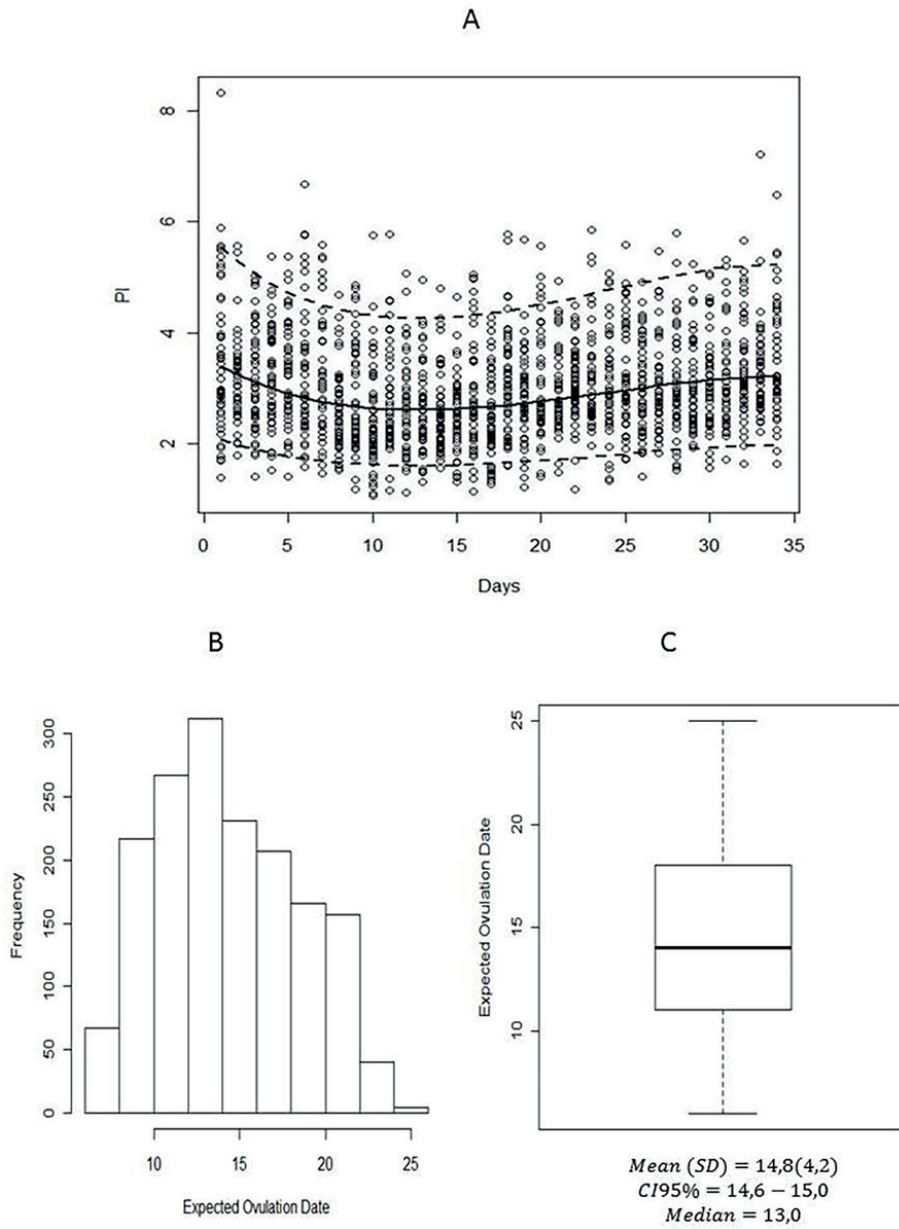 A
8
6
4
2
PI
0 5 10 15 20 25 30 35
Days
B
300
250
200
150
100
50
0
Frequency
10 15 20 25
Expected Ovulation Date
C
25
20
15
10
Expected Ovulation Date
Mean (SD) = 14,8(4,2)
CI95% = 14,6 − 15,0
Median = 13,0